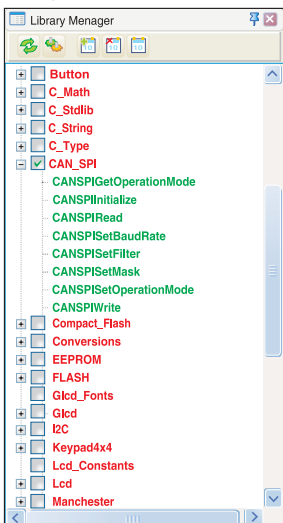 Library Menager
Button
C_Math
C_Stdlib
C_String
C_Type
CAN_SPI
CANSPIGetOperationMode
CANSPIInitialize
CANSPIRead
CANSPISetBaudRate
CANSPISetFilter
CANSPISetMask
CANSPISetOperationMode
CANSPIWrite
Compact_Flash
Conversions
EEPROM
FLASH
Glcd_Fonts
Glcd
I2C
Keypad4x4
Lcd_Constants
Lcd
Manchester